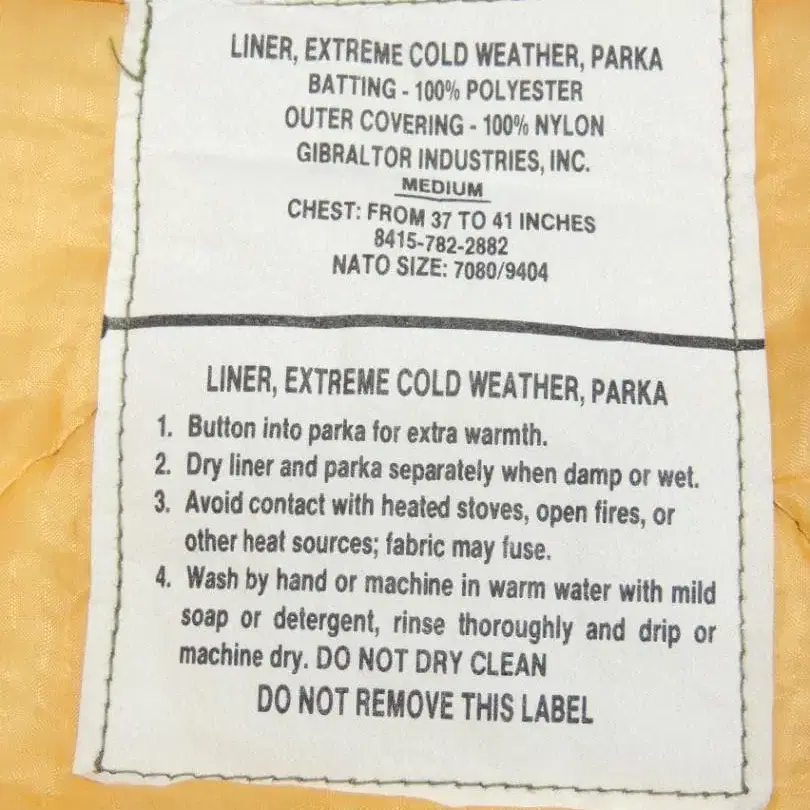 LINER, EXTREME COLD WEATHER, PARKA
BATTING - 100% POLYESTER
OUTER COVERING - 100% NYLON
GIBRALTOR INDUSTRIES, INC.
MEDIUM
CHEST: FROM 37 TO 41 INCHES
8415-782-2882
NATO SIZE: 7080/9404
LINER, EXTREME COLD WEATHER, PARKA
1. Button into parka for extra warmth.
2. Dry liner and parka separately when damp or wet.
3. Avoid contact with heated stoves, open fires, or
other heat sources; fabric may fuse.
4. Wash by hand or machine in warm water with mild
soap or detergent, rinse thoroughly and drip or
machine dry. DO NOT DRY CLEAN
DO NOT REMOVE THIS LABEL